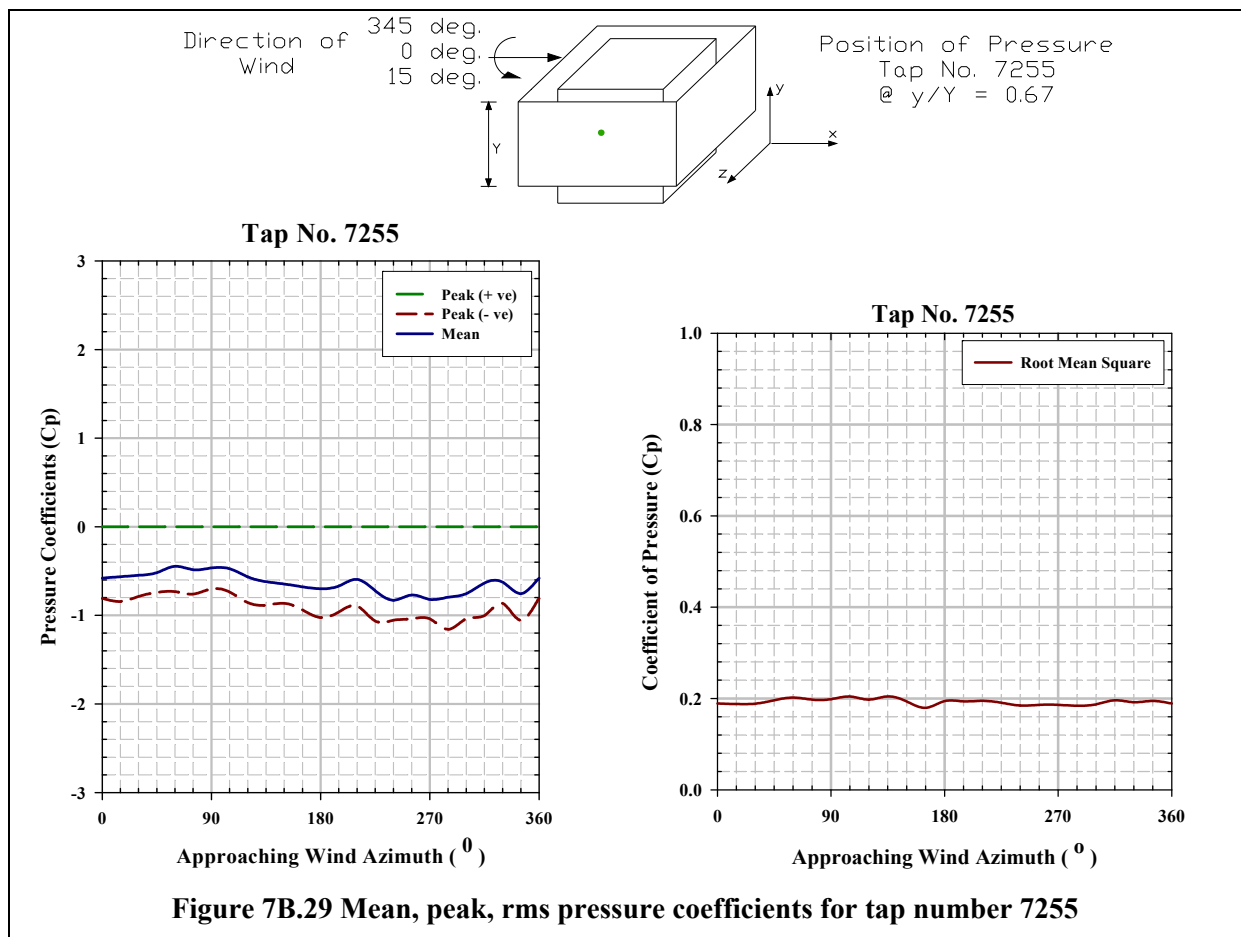 Direction of
Wind
345 deg.
0 deg.
15 deg.
Position of Pressure
Tap No. 7255
@ y/Y = 0.67
Y
y
x
z
Tap No. 7255
Peak (+ ve)
Peak (- ve)
Mean
3
2
1
0
-1
-2
-3
Pressure Coefficients (Cp)
0
90
180
270
360
Approaching Wind Azimuth ( ⁰ )
Tap No. 7255
Root Mean Square
1.0
0.8
0.6
0.4
0.2
0.0
Coefficient of Pressure (Cp)
0
90
180
270
360
Approaching Wind Azimuth ( ᵒ )
Figure 7B.29 Mean, peak, rms pressure coefficients for tap number 7255